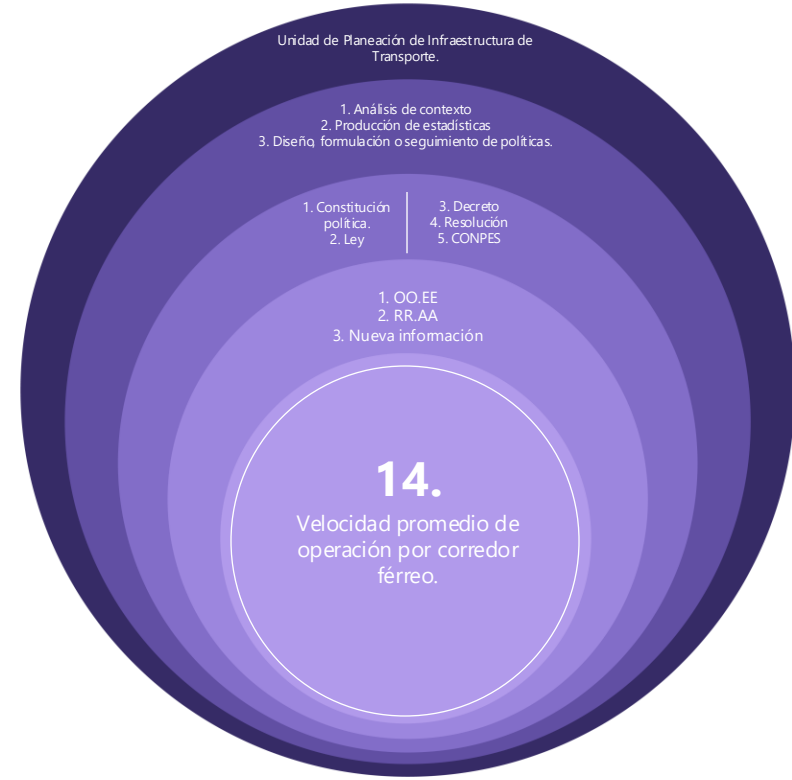 Unidad de Planeación de Infraestructura de
Transporte.
1. Análisis de contexto
2. Producción de estadísticas
3. Diseño, formulación o seguimiento de políticas.
1. Constitución
política.
2. Ley
3. Decreto
4. Resolución
5. CONPES
1. OO.EE
2. RR.AA
3. Nueva información
14.
Velocidad promedio de
operación por corredor
férreo.